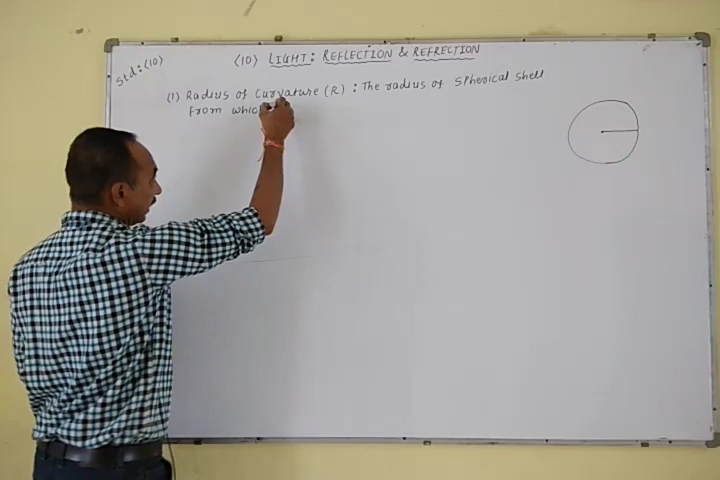 Std:(10)
(10) LIGHT: REFLECTION & REFRECTION
(1) Radius of Curvature (R) : The radius of Spherical Shell
From whic